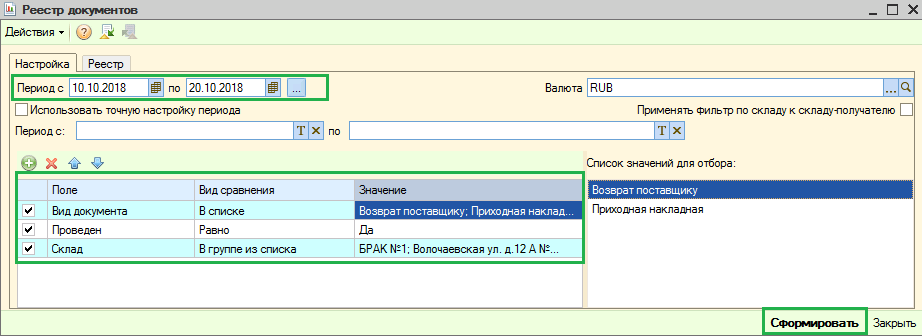 Реестр документов
Действия
Настройка Реестр
Период с 10.10.2018 по 20.10.2018 ... Валюта RUB ...
Использовать точную настройку периода Применять фильтр по складу к складу-получателю
Период с: T по T
Список значений для отбора:
Поле Вид сравнения Значение
Вид документа В списке Возврат поставщику; Приходная наклад...
Проведен Равно Да
Склад В группе из списка БРАК №1; Волочаевская ул. д.12 А №...
Возврат поставщику
Приходная накладная
Сформировать Закрыть